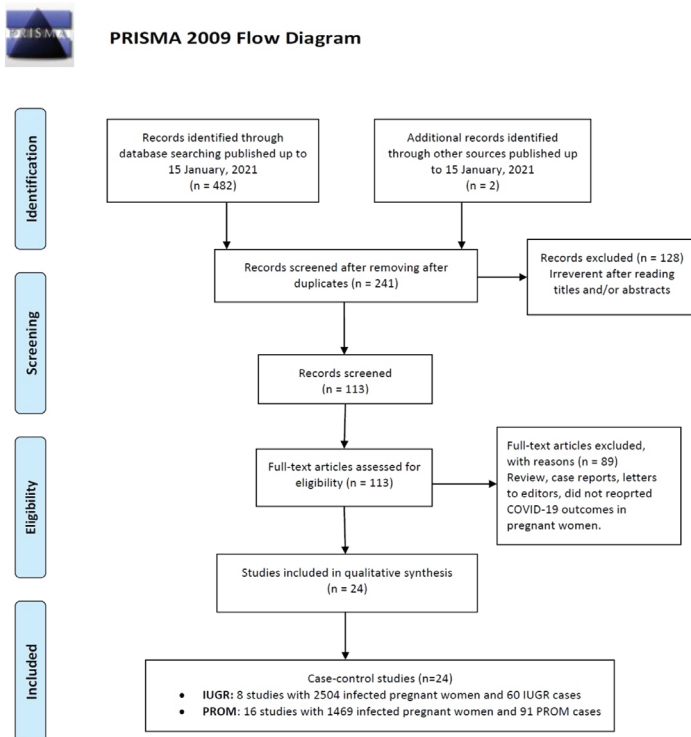 PRISMA
PRISMA 2009 Flow Diagram
Identification
Records identified through
database searching published up to
15 January, 2021
(n = 482)
Additional records identified
through other sources published up
to 15 January, 2021
(n = 2)
Records screened after removing after
duplicates (n = 241)
Records excluded (n = 128)
Irreverent after reading
titles and/or abstracts
Screening
Records screened
(n = 113)
Eligibility
Full-text articles assessed for
eligibility (n = 113)
Full-text articles excluded,
with reasons (n = 89)
Review, case reports, letters
to editors, did not reoprted
COVID-19 outcomes in
pregnant women.
Studies included in qualitative synthesis
(n = 24)
Included
Case-control studies (n=24)
• IUGR: 8 studies with 2504 infected pregnant women and 60 IUGR cases
• PROM: 16 studies with 1469 infected pregnant women and 91 PROM cases